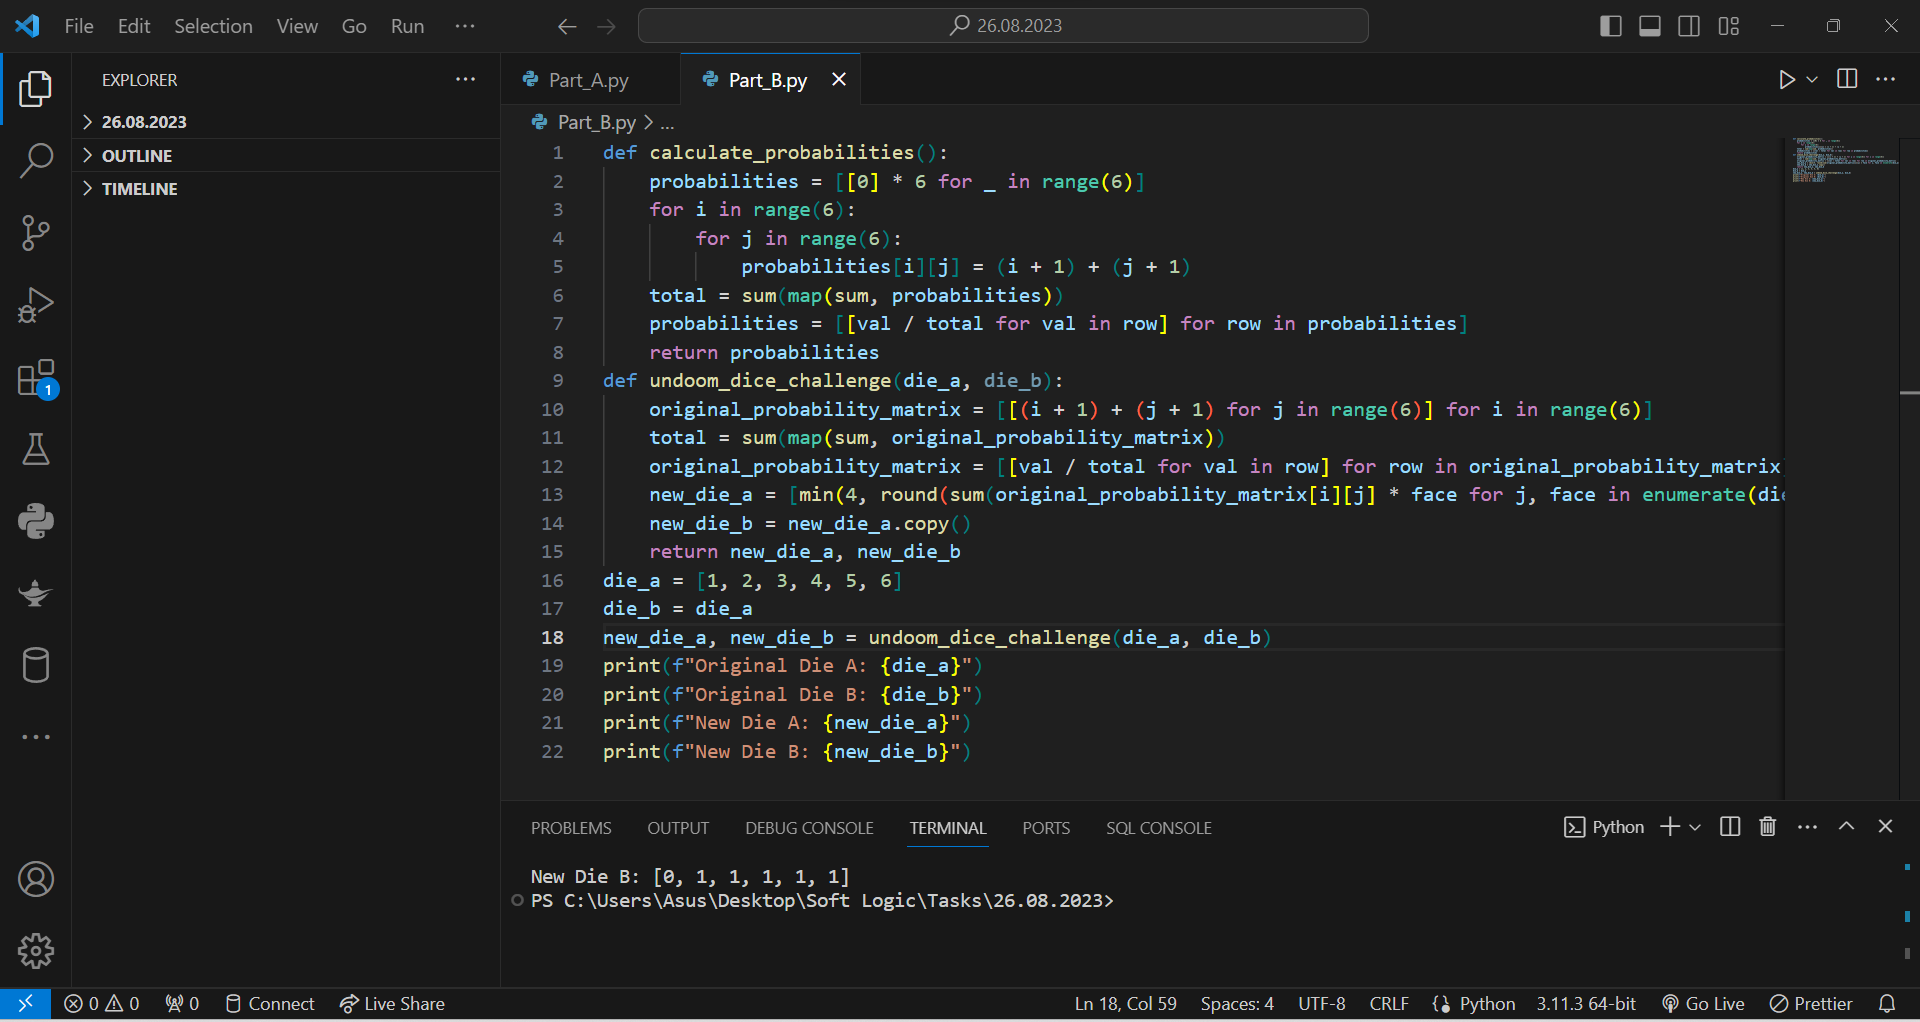 File Edit Selection View Go Run ···
26.08.2023
EXPLORER ···
26.08.2023
OUTLINE
TIMELINE
1
Part_A.py
Part_B.py
Part_B.py > ...
1 def calculate_probabilities():
2 probabilities = [[0] * 6 for _ in range(6)]
3 for i in range(6):
4 for j in range(6):
5 probabilities[i][j] = (i + 1) + (j + 1)
6 total = sum(map(sum, probabilities))
7 probabilities = [[val / total for val in row] for row in probabilities]
8 return probabilities
9 def undoom_dice_challenge(die_a, die_b):
10 original_probability_matrix = [[(i + 1) + (j + 1) for j in range(6)] for i in range(6)]
11 total = sum(map(sum, original_probability_matrix))
12 original_probability_matrix = [[val / total for val in row] for row in original_probability_matrix
13 new_die_a = [min(4, round(sum(original_probability_matrix[i][j] * face for j, face in enumerate(die
14 new_die_b = new_die_a.copy()
15 return new_die_a, new_die_b
16 die_a = [1, 2, 3, 4, 5, 6]
17 die_b = die_a
18 new_die_a, new_die_b = undoom_dice_challenge(die_a, die_b)
19 print(f"Original Die A: {die_a}")
20 print(f"Original Die B: {die_b}")
21 print(f"New Die A: {new_die_a}")
22 print(f"New Die B: {new_die_b}")
PROBLEMS OUTPUT DEBUG CONSOLE TERMINAL PORTS SQL CONSOLE
Python
New Die B: [0, 1, 1, 1, 1, 1]
PS C:\Users\Asus\Desktop\Soft Logic\Tasks\26.08.2023>
0 0 0 Connect Live Share
Ln 18, Col 59 Spaces: 4 UTF-8 CRLF Python 3.11.3 64-bit Go Live Prettier